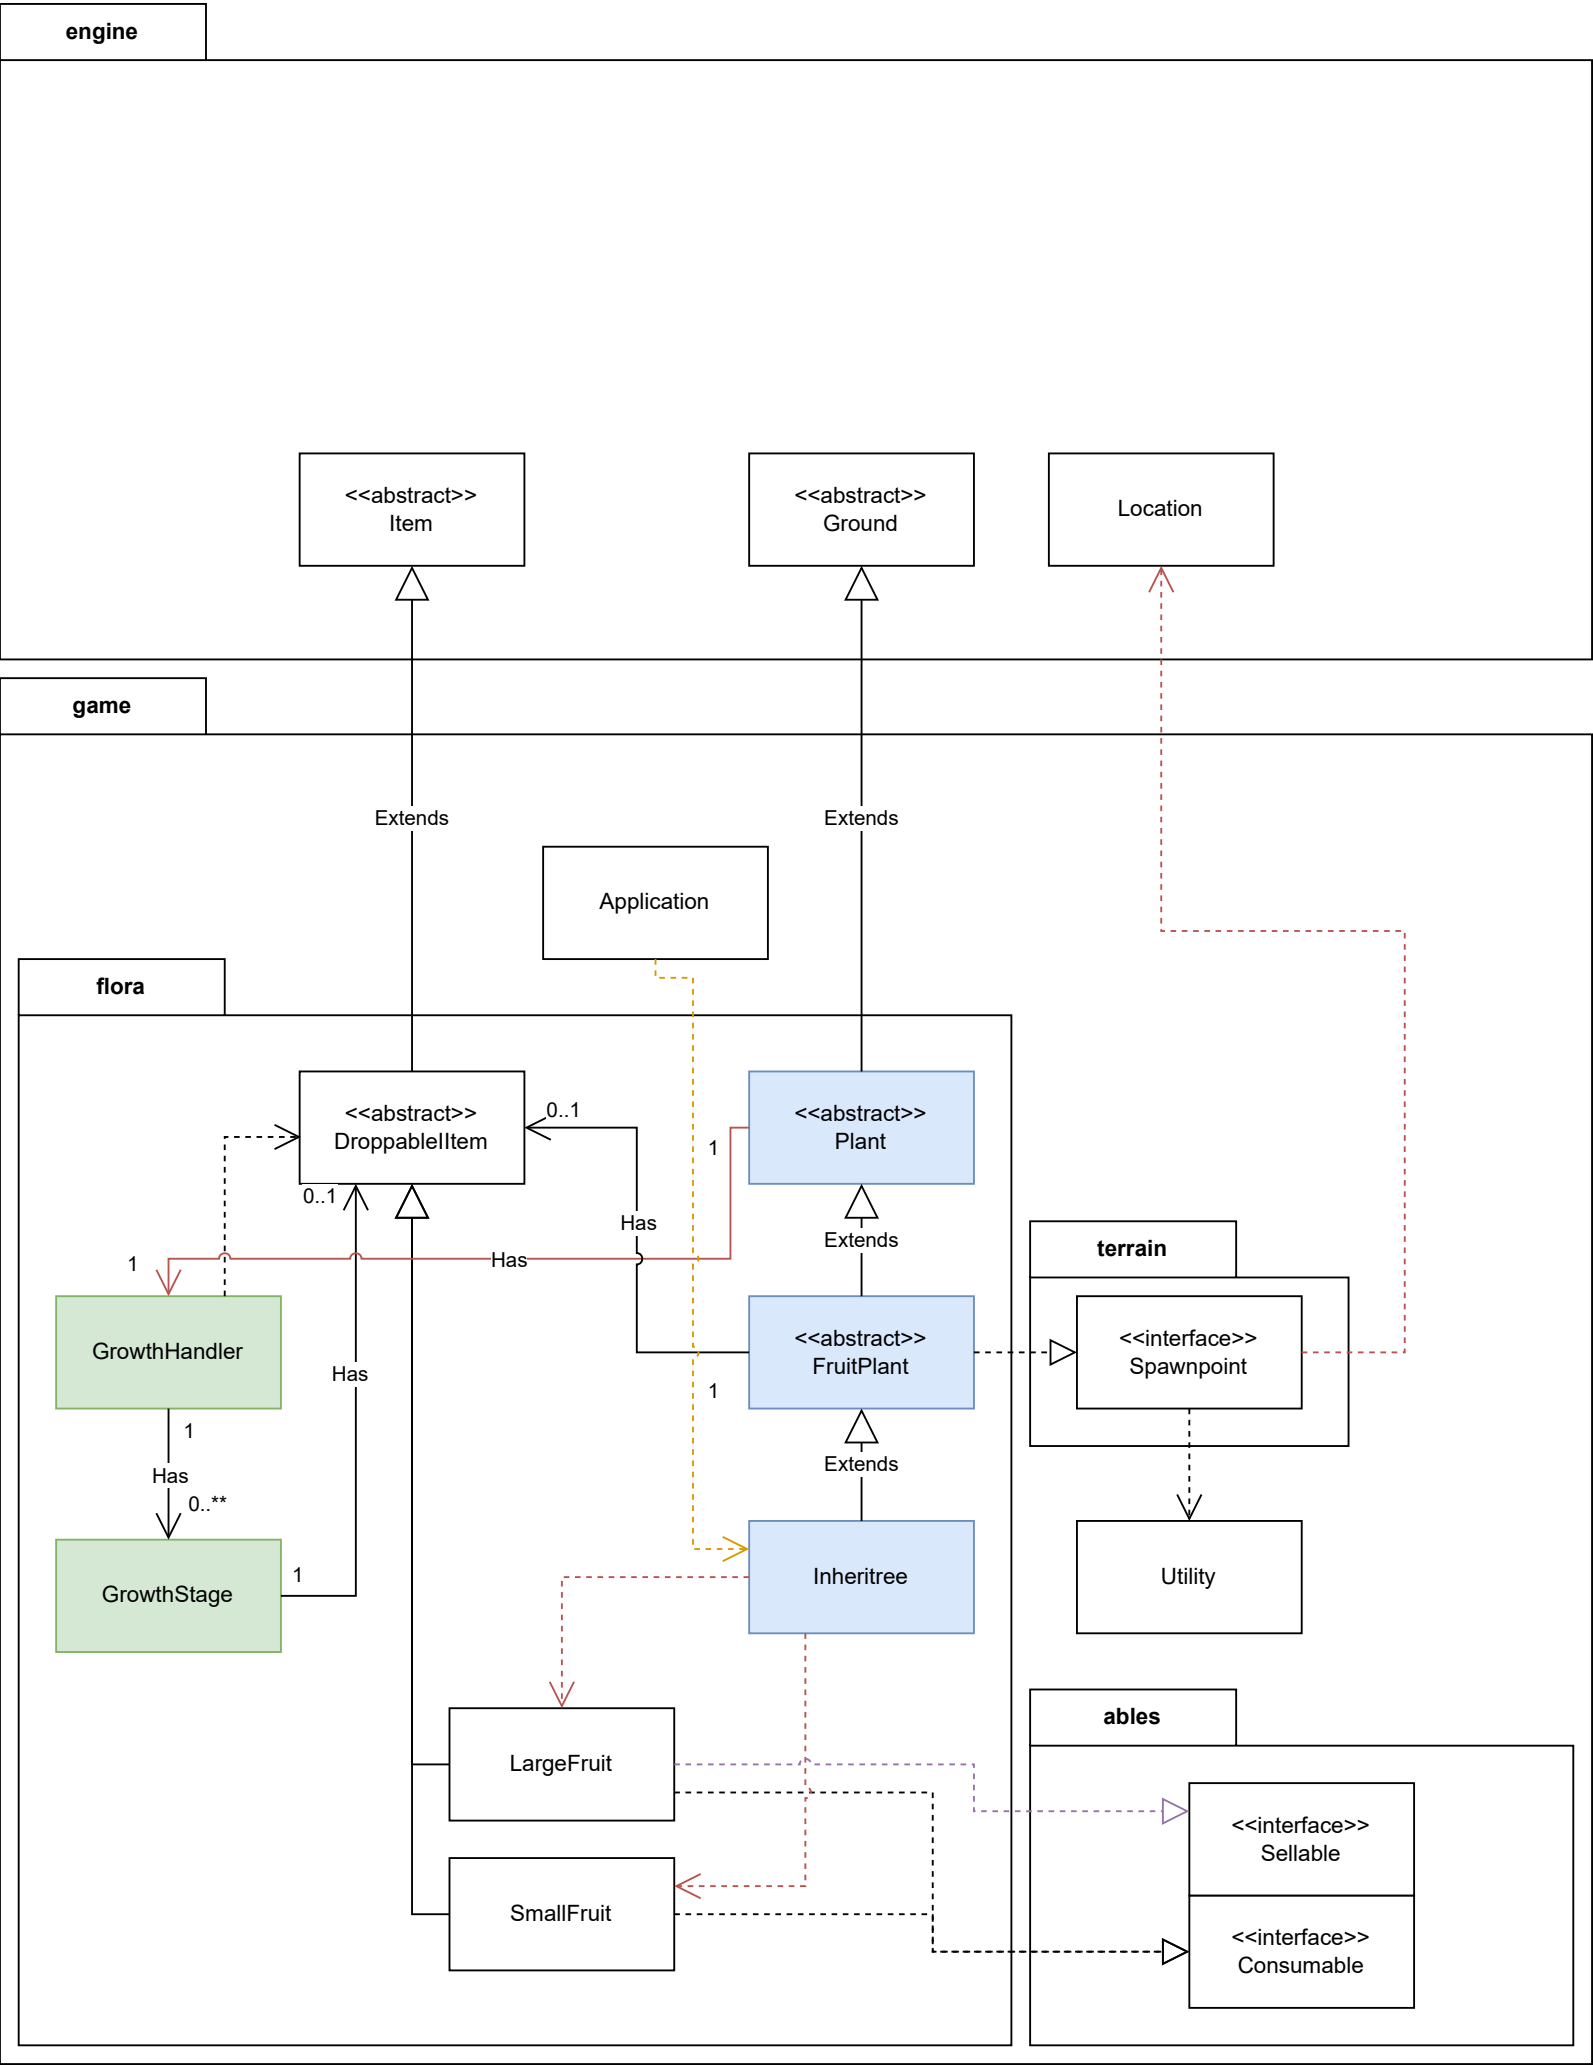 engine
<<abstract>>
Item
<<abstract>>
Ground
Location
game
Extends
Extends
Application
flora
<<abstract>>
DroppableIItem
0..1
<<abstract>>
Plant
1
0..1
Has
Extends
terrain
1
Has
GrowthHandler
<<abstract>>
FruitPlant
<<interface>>
Spawnpoint
Has
1
1
Has
0..**
Extends
GrowthStage
1
Inheritree
Utility
ables
LargeFruit
<<interface>>
Sellable
SmallFruit
<<interface>>
Consumable